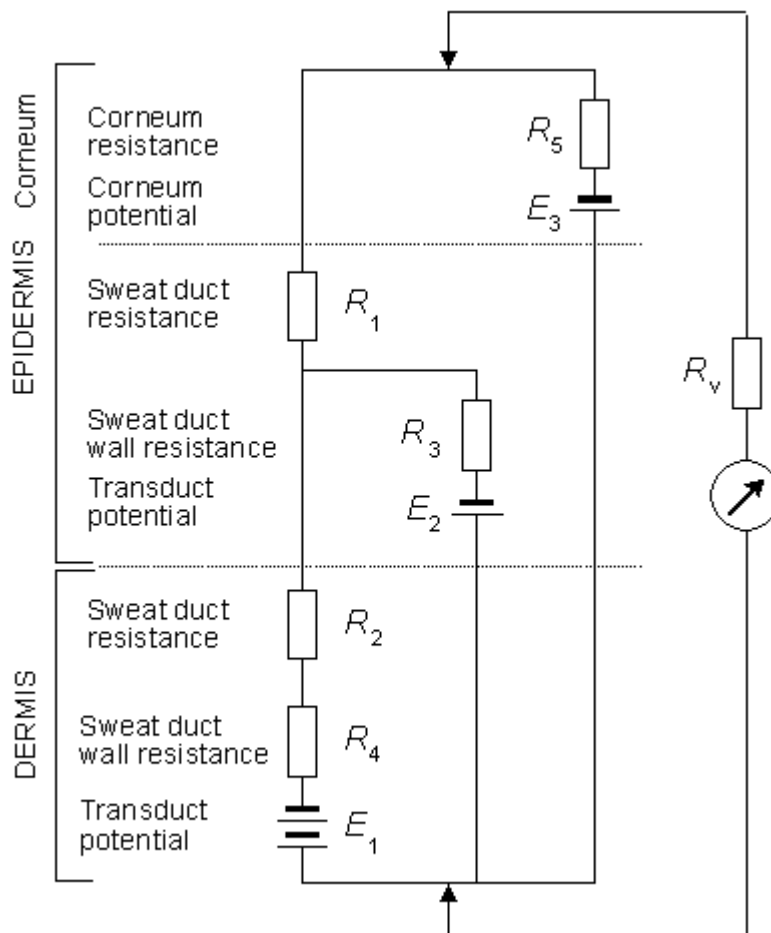 EPIDERMIS Corneum
Corneum
resistance
R5
Corneum
potential
E3
Sweat duct
resistance
R1
Rv
Sweat duct
wall resistance
R3
Transduct
potential
E2
DERMIS
Sweat duct
resistance
R2
Sweat duct
wall resistance
R4
Transduct
potential
E1